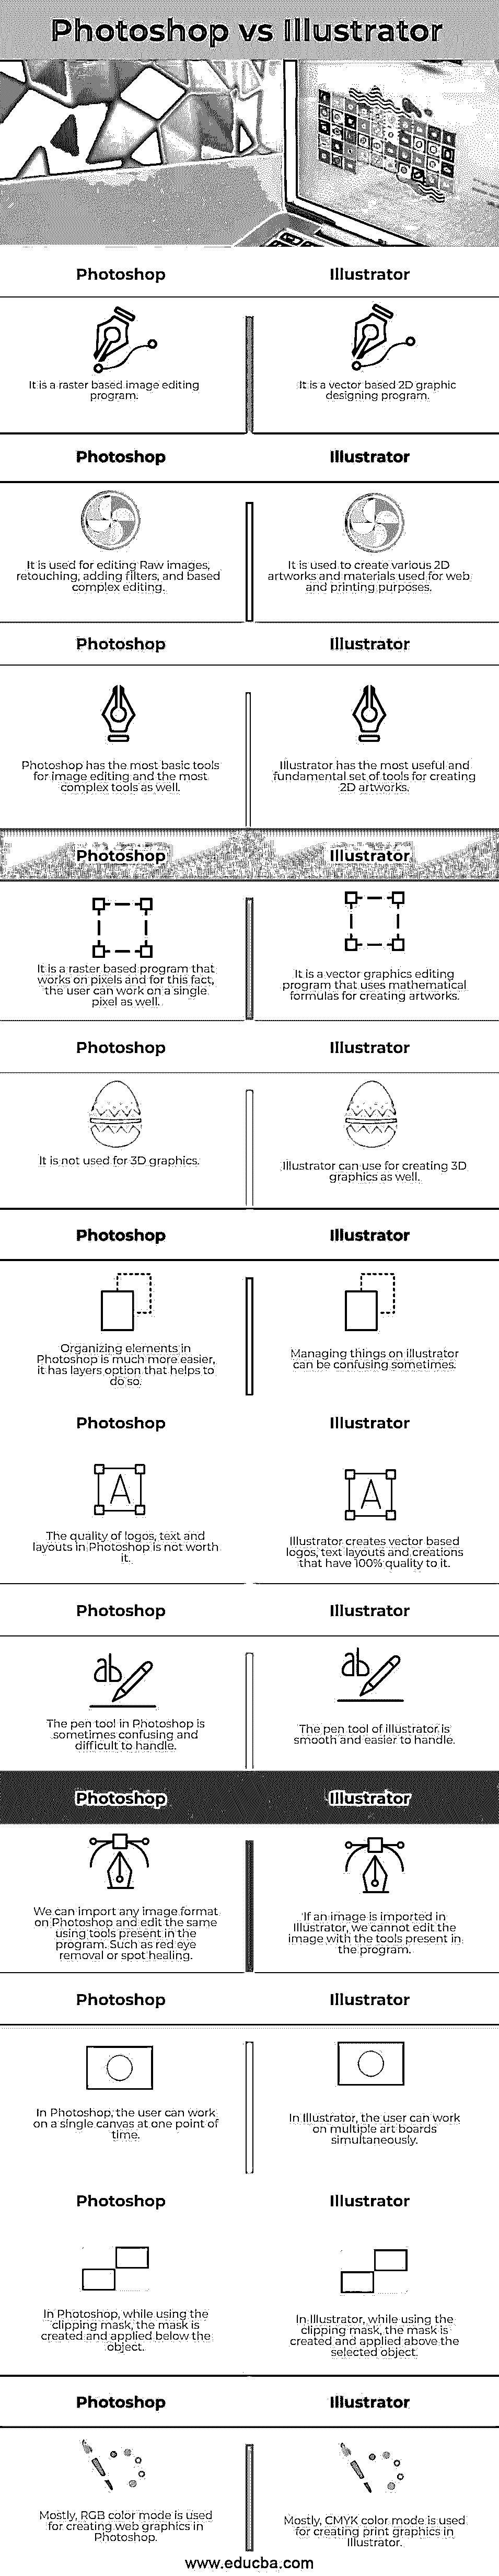 Photoshop vs Illustrator
Photoshop
Illustrator
It is a raster based image editing
program.
It is a vector based 2D graphic
designing program.
Photoshop
Illustrator
It is used for editing Raw images,
retouching, adding filters, and based
complex editing.
It is used to create various 2D
artworks and materials used for web
and printing purposes.
Photoshop
Illustrator
Photoshop has the most basic tools
for image editing and the most
complex tools as well.
Illustrator has the most useful and
fundamental set of tools for creating
2D artworks.
Photoshop
Illustrator
It is a raster based program that
works on pixels and for this fact,
the user can work on a single
pixel as well.
It is a vector graphics editing
program that uses mathematical
formulas for creating artworks.
Photoshop
Illustrator
It is not used for 3D graphics.
Illustrator can use for creating 3D
graphics as well.
Photoshop
Illustrator
Organizing elements in
Photoshop is much more easier,
it has layers option that helps to
do so.
Managing things on illustrator
can be confusing sometimes.
Photoshop
Illustrator
A
A
The quality of logos, text and
layouts in Photoshop is not worth
it.
Illustrator creates vector based
logos, text layouts and creations
that have 100% quality to it.
Photoshop
Illustrator
ab
ab
The pen tool in Photoshop is
sometimes confusing and
difficult to handle.
The pen tool of illustrator is
smooth and easier to handle.
Photoshop
Illustrator
We can import any image format
on Photoshop and edit the same
using tools present in the
program. Such as red eye
removal or spot healing.
If an image is imported in
Illustrator, we cannot edit the
image with the tools present in
the program.
Photoshop
Illustrator
In Photoshop, the user can work
on a single canvas at one point of
time.
In Illustrator, the user can work
on multiple art boards
simultaneously.
Photoshop
Illustrator
In Photoshop, while using the
clipping mask, the mask is
created and applied below the
object.
In Illustrator, while using the
clipping mask, the mask is
created and applied above the
selected object.
Photoshop
Illustrator
Mostly, RGB color mode is used
for creating web graphics in
Photoshop.
Mostly, CMYK color mode is used
for creating print graphics in
Illustrator.
www.educba.com